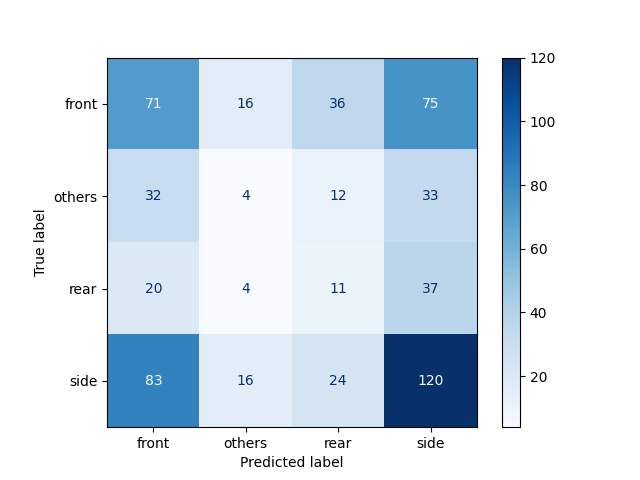 front 71 16 36 75
others 32 4 12 33
rear 20 4 11 37
side 83 16 24 120
front others rear side
Predicted label
True label
120
100
80
60
40
20